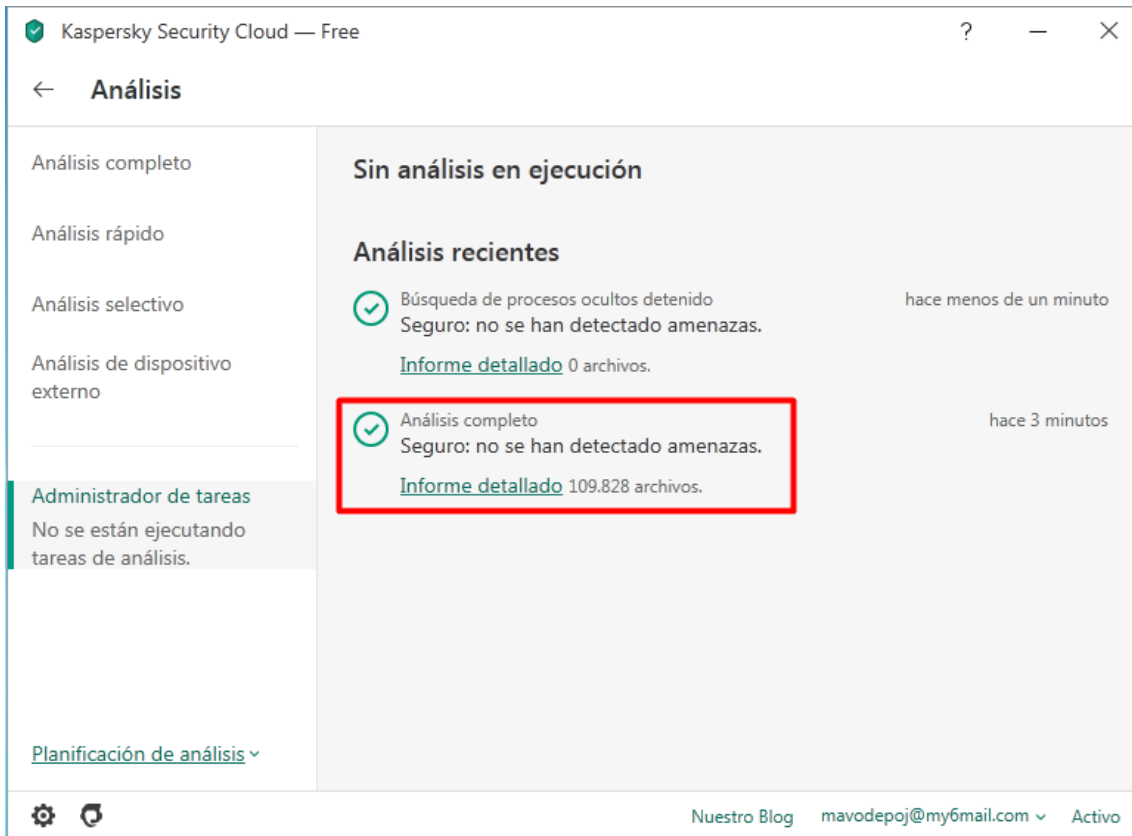 Kaspersky Security Cloud — Free
?
Análisis
Análisis completo
Análisis rápido
Análisis selectivo
Análisis de dispositivo
externo
Administrador de tareas
No se están ejecutando
tareas de análisis.
Planificación de análisis
Sin análisis en ejecución
Análisis recientes
Búsqueda de procesos ocultos detenido hace menos de un minuto
Seguro: no se han detectado amenazas.
Informe detallado 0 archivos.
Análisis completo hace 3 minutos
Seguro: no se han detectado amenazas.
Informe detallado 109.828 archivos.
Nuestro Blog mavodepoj@my6mail.com Activo